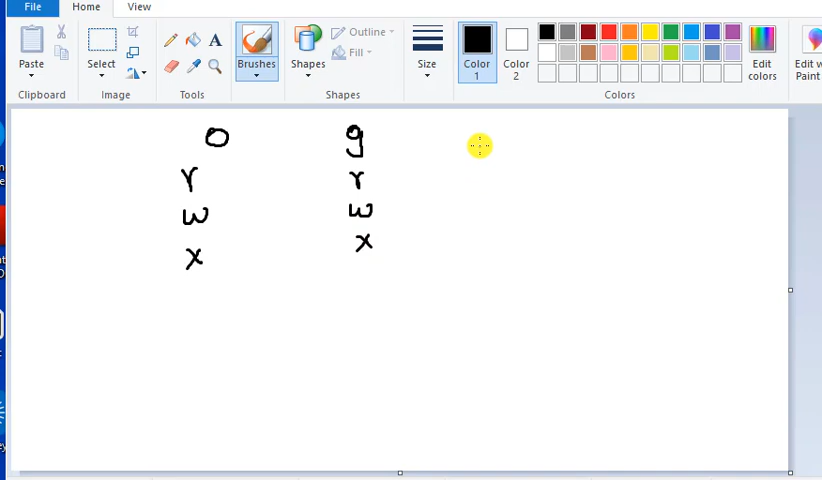 File Home View
Paste Select Outline Fill Brushes Shapes Size Color 1 Color 2 Edit colors
Clipboard Image Tools Shapes Colors
o g
r r
w w
x x